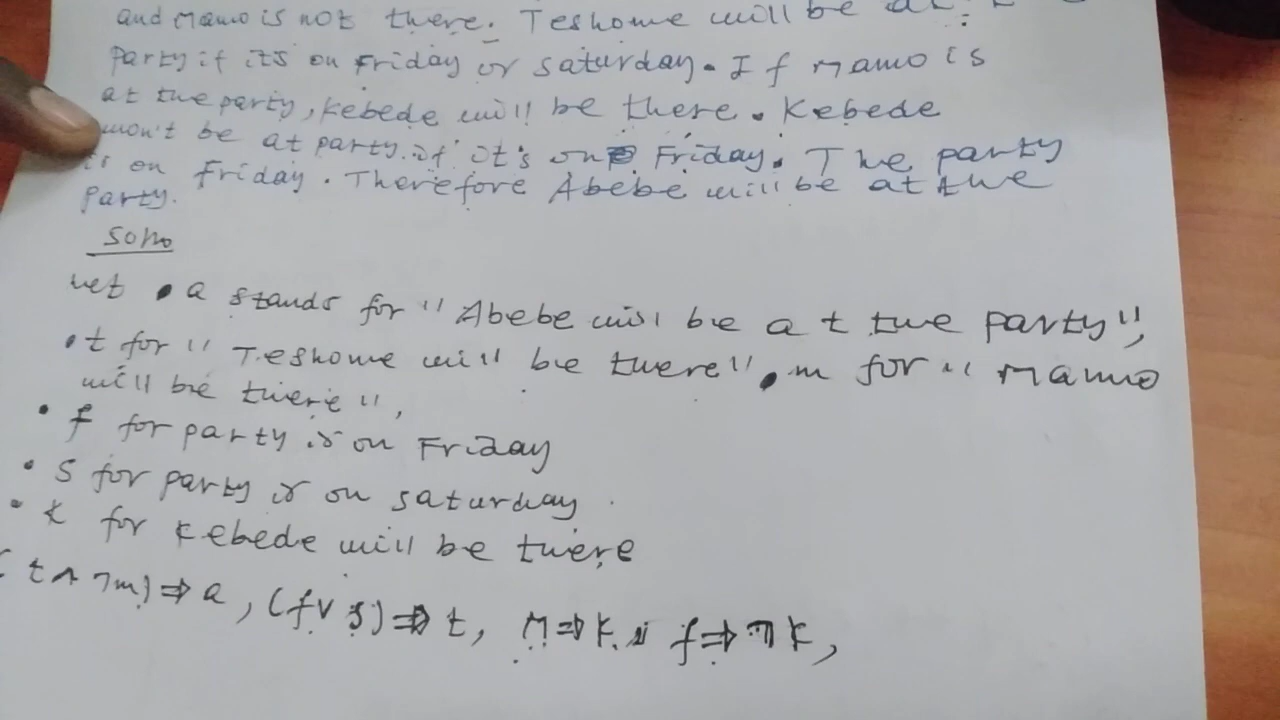 and Mamo is not there. Teshome will be at
party if its on Friday or saturday. If Mamo is
at the party, Kebede will be there. Kebede
won't be at party. if it's on Friday. The party
is on Friday. Therefore Abebe will be at the
party.
Soln
Let • a stands for "Abebe will be at the party",
• t for "Teshome will be there" • m for "Mamo
will be there",
• f for party is on Friday
• S for party is on saturday.
• k for Kebede will be there
(t∧¬m)⇒a, (f∨s)⇒t, m⇒k, f⇒¬k,